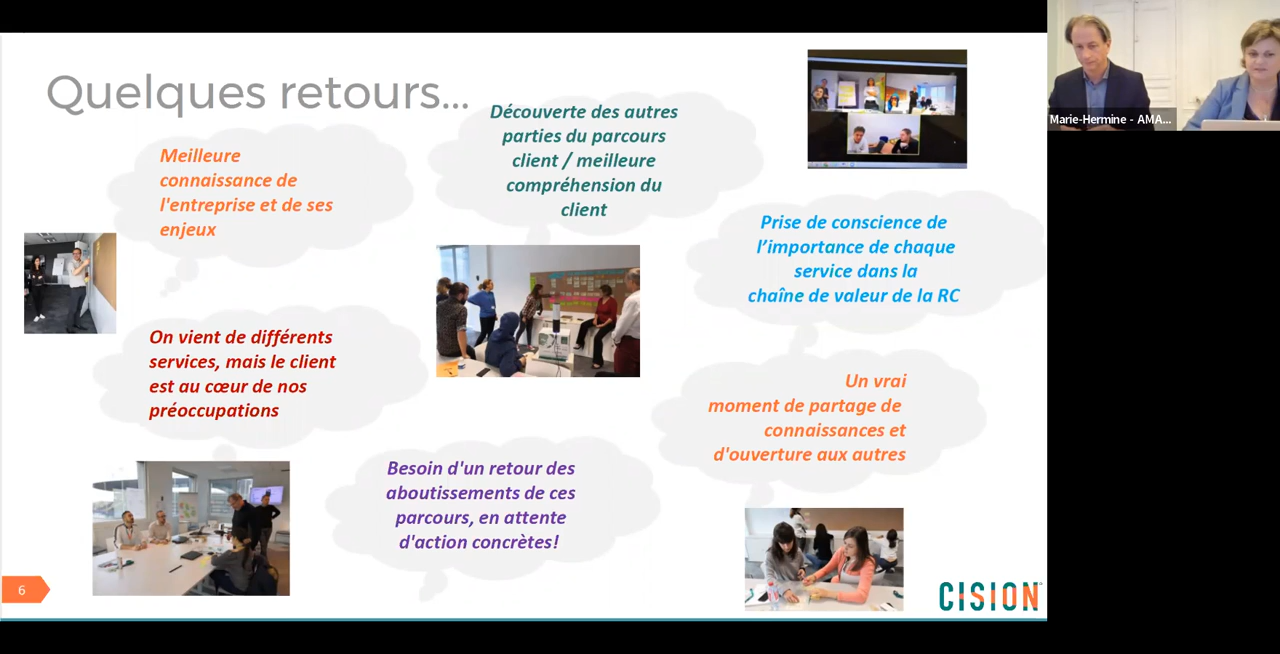 Quelques retours...
Découverte des autres
parties du parcours
client / meilleure
compréhension du
client
Meilleure
connaissance de
l'entreprise et de ses
enjeux
Prise de conscience de
l’importance de chaque
service dans la
chaîne de valeur de la RC
On vient de différents
services, mais le client
est au cœur de nos
préoccupations
Un vrai
moment de partage de
connaissances et
d'ouverture aux autres
Besoin d'un retour des
aboutissements de ces
parcours, en attente
d'action concrètes!
6
CISION
Marie-Hermine - AMA...